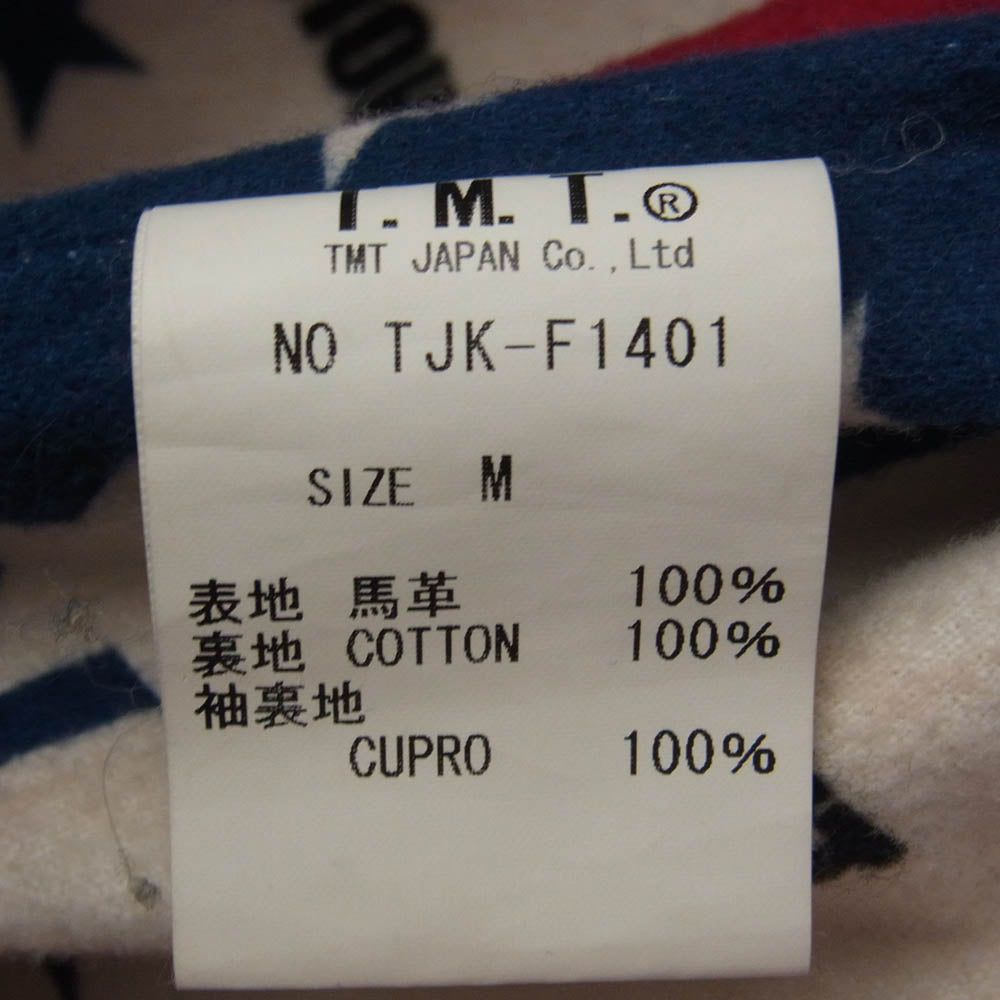 T.M.T.®
TMT JAPAN Co.,Ltd
NO TJK-F1401
SIZE M
表地 馬革 100%
裏地 COTTON 100%
袖裏地
CUPRO 100%